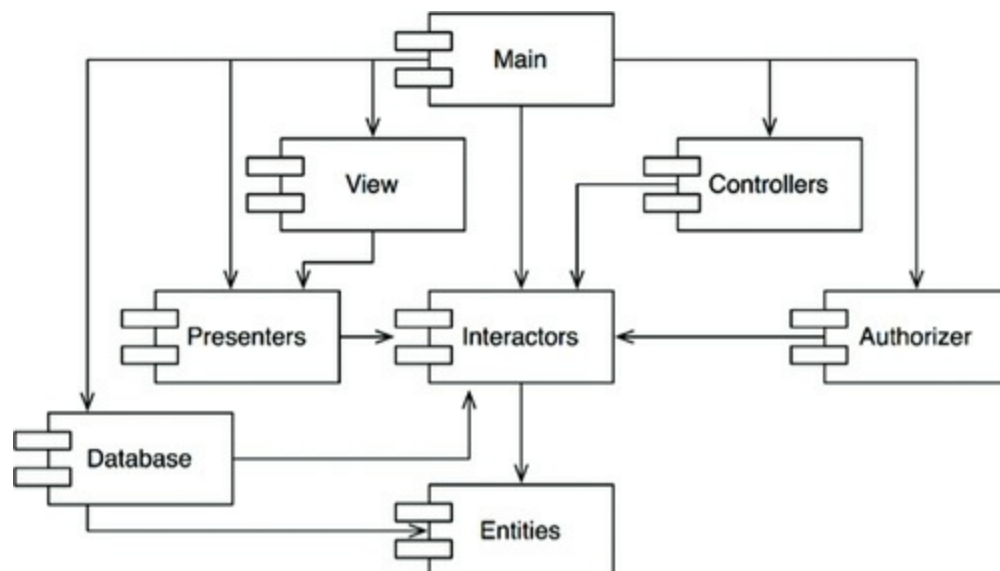 Main
View
Controllers
Presenters
Interactors
Authorizer
Database
Entities